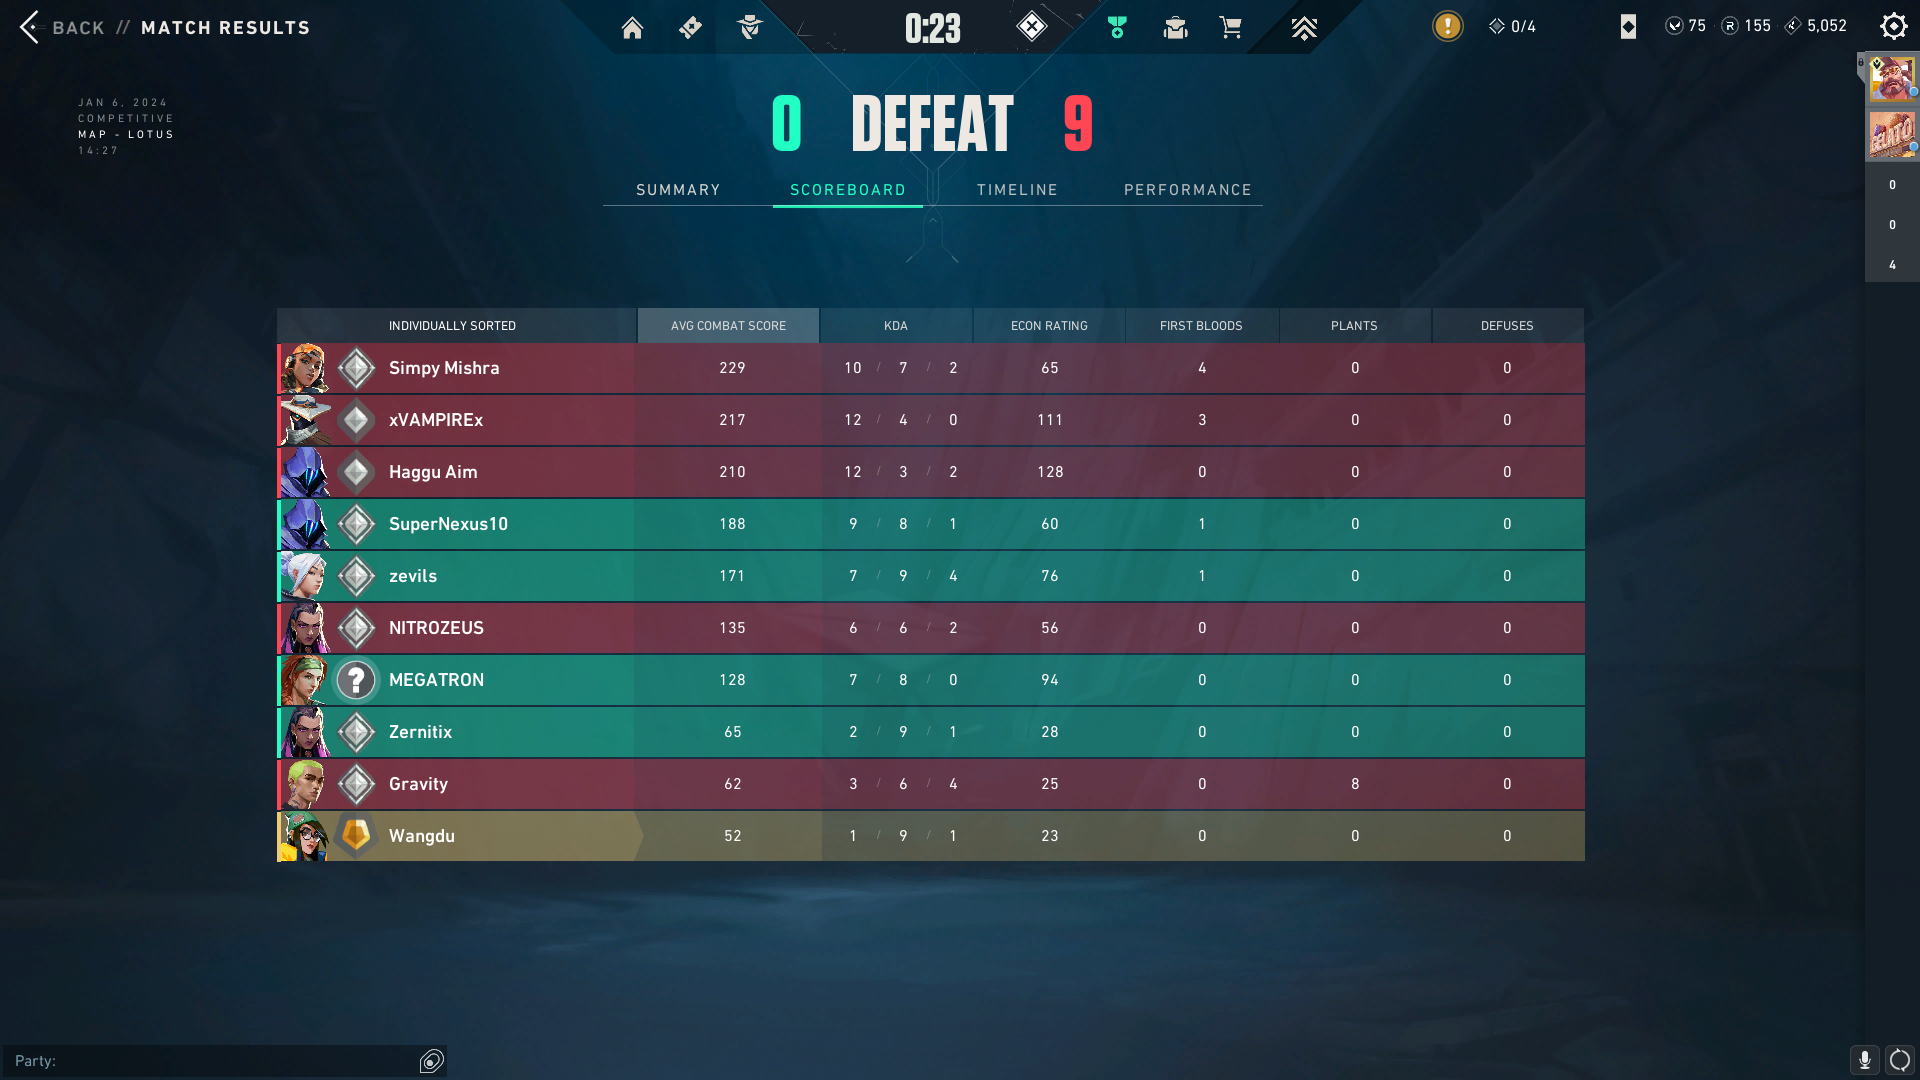 BACK // MATCH RESULTS
0:23
0/4
75
155
5,052
JAN 6, 2024
COMPETITIVE
MAP - LOTUS
14:27
0 DEFEAT 9
SUMMARY SCOREBOARD TIMELINE PERFORMANCE
GELATO
0
0
4
INDIVIDUALLY SORTED AVG COMBAT SCORE KDA ECON RATING FIRST BLOODS PLANTS DEFUSES
Simpy Mishra 229 10 / 7 / 2 65 4 0 0
xVAMPIREx 217 12 / 4 / 0 111 3 0 0
Haggu Aim 210 12 / 3 / 2 128 0 0 0
SuperNexus10 188 9 / 8 / 1 60 1 0 0
zevils 171 7 / 9 / 4 76 1 0 0
NITROZEUS 135 6 / 6 / 2 56 0 0 0
? MEGATRON 128 7 / 8 / 0 94 0 0 0
Zernitix 65 2 / 9 / 1 28 0 0 0
Gravity 62 3 / 6 / 4 25 0 8 0
Wangdu 52 1 / 9 / 1 23 0 0 0
Party: